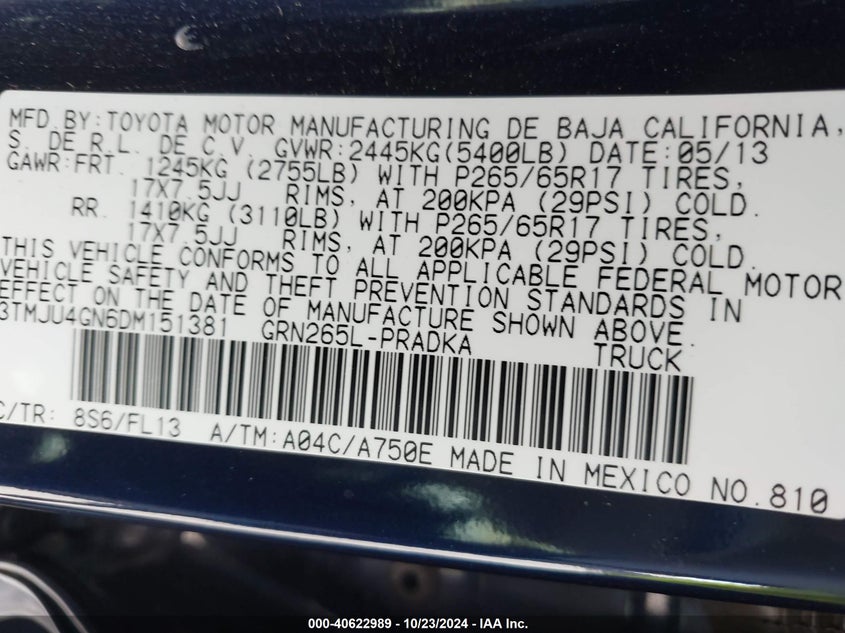 MFD.BY:TOYOTA MOTOR MANUFACTURING DE BAJA CALIFORNIA,
S. DE R.L. DE C.V. GVWR:2445KG(5400LB) DATE:05/13
GAWR:FRT. 1245KG (2755LB) WITH P265/65R17 TIRES,
17X7.5JJ RIMS, AT 200KPA (29PSI) COLD.
RR. 1410KG (3110LB) WITH P265/65R17 TIRES,
17X7.5JJ RIMS, AT 200KPA (29PSI) COLD.
THIS VEHICLE CONFORMS TO ALL APPLICABLE FEDERAL MOTOR
VEHICLE SAFETY AND THEFT PREVENTION STANDARDS IN
EFFECT ON THE DATE OF MANUFACTURE SHOWN ABOVE.
3TMJU4GN6DM151381 GRN265L-PRADKA TRUCK
C/TR: 8S6/FL13 A/TM:A04C/A750E MADE IN MEXICO NO.810
000-40622989 - 10/23/2024 - IAA Inc.